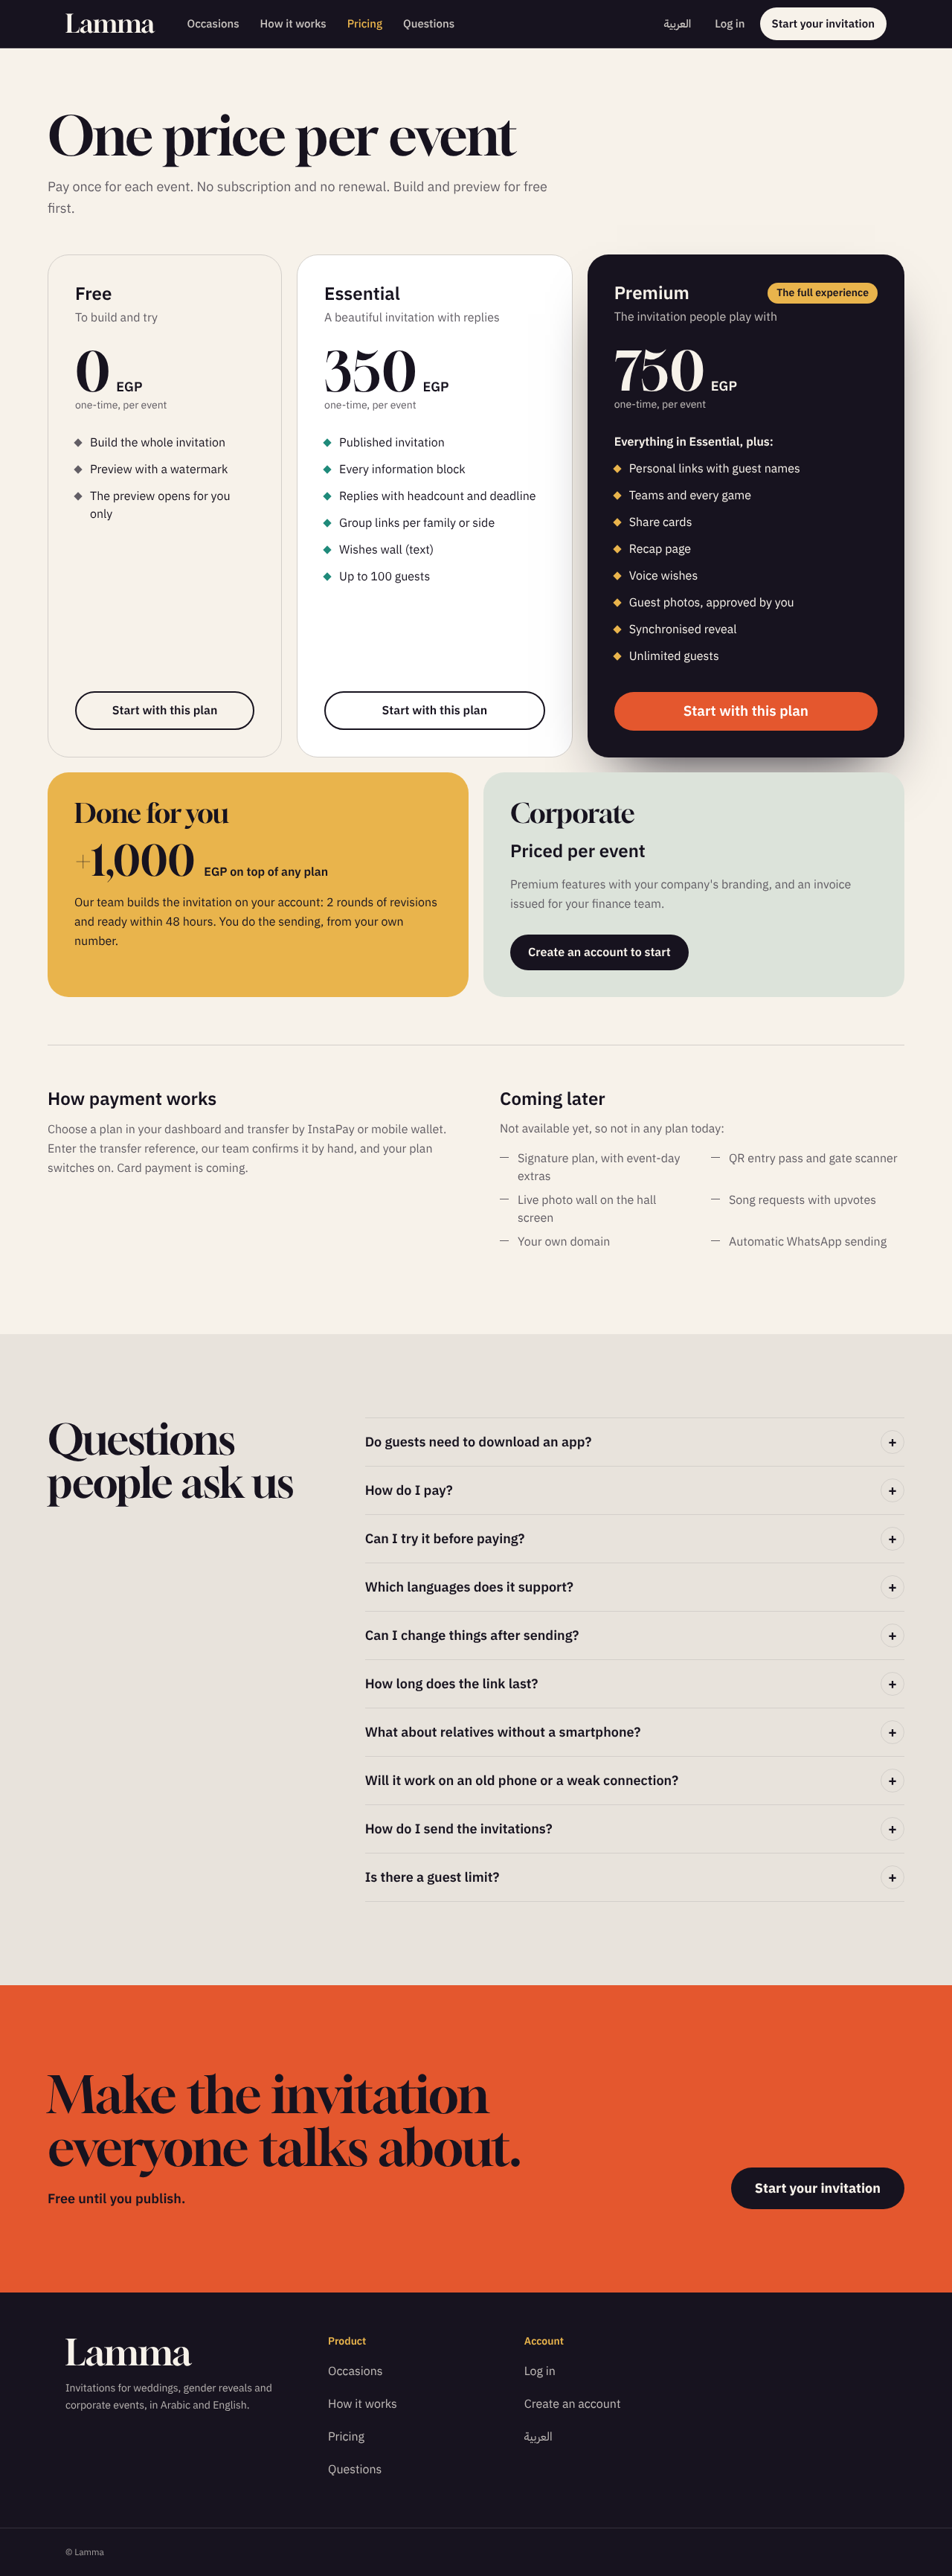 Lamma
Occasions
How it works
Pricing
Questions
العربية
Log in
Start your invitation
One price per event
Pay once for each event. No subscription and no renewal. Build and preview for free
first.
Free
To build and try
0 EGP
one-time, per event
Build the whole invitation
Preview with a watermark
The preview opens for you
only
Start with this plan
Essential
A beautiful invitation with replies
350 EGP
one-time, per event
Published invitation
Every information block
Replies with headcount and deadline
Group links per family or side
Wishes wall (text)
Up to 100 guests
Start with this plan
Premium
The full experience
The invitation people play with
750 EGP
one-time, per event
Everything in Essential, plus:
Personal links with guest names
Teams and every game
Share cards
Recap page
Voice wishes
Guest photos, approved by you
Synchronised reveal
Unlimited guests
Start with this plan
Done for you
+1,000 EGP on top of any plan
Our team builds the invitation on your account: 2 rounds of revisions
and ready within 48 hours. You do the sending, from your own
number.
Corporate
Priced per event
Premium features with your company's branding, and an invoice
issued for your finance team.
Create an account to start
How payment works
Choose a plan in your dashboard and transfer by InstaPay or mobile wallet.
Enter the transfer reference, our team confirms it by hand, and your plan
switches on. Card payment is coming.
Coming later
Not available yet, so not in any plan today:
— Signature plan, with event-day
extras
— QR entry pass and gate scanner
— Live photo wall on the hall
screen
— Song requests with upvotes
— Your own domain
— Automatic WhatsApp sending
Questions
people ask us
Do guests need to download an app? +
How do I pay? +
Can I try it before paying? +
Which languages does it support? +
Can I change things after sending? +
How long does the link last? +
What about relatives without a smartphone? +
Will it work on an old phone or a weak connection? +
How do I send the invitations? +
Is there a guest limit? +
Make the invitation
everyone talks about.
Free until you publish.
Start your invitation
Lamma
Invitations for weddings, gender reveals and
corporate events, in Arabic and English.
Product
Occasions
How it works
Pricing
Questions
Account
Log in
Create an account
العربية
© Lamma